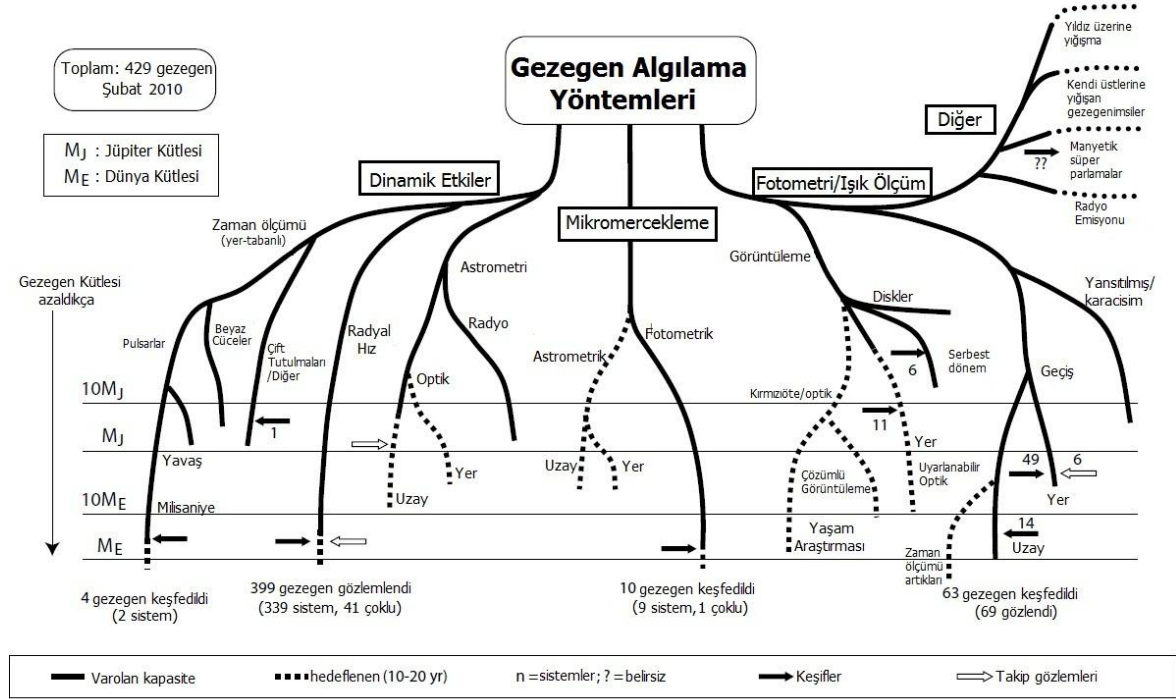 Toplam: 429 gezegen
Şubat 2010
M_J : Jüpiter Kütlesi
M_E : Dünya Kütlesi
Gezegen Algılama
Yöntemleri
Dinamik Etkiler
Mikromercekleme
Fotometri/Işık Ölçüm
Diğer
Yıldız üzerine
yığışma
Kendi üstlerine
yığışan
gezegenimsiler
??
Manyetik
süper
parlamalar
Radyo
Emisyonu
Zaman ölçümü
(yer-tabanlı)
Gezegen Kütlesi
azaldıkça
Pulsarlar
Beyaz
Cüceler
Çift
Tutulmaları
/Diğer
1
Radyal
Hız
Astrometri
Radyo
Optik
Yer
Uzay
Yavaş
Milisaniye
Astrometrik
Fotometrik
Uzay
Yer
Görüntüleme
Diskler
6
Serbest
dönem
Kırmızıöte/optik
11
Yer
Çözümlü
Görüntüleme
Uyarlanabilir
Optik
Yaşam
Araştırması
Yansıtılmış/
karacisim
Geçiş
49
6
Yer
14
Uzay
Zaman
ölçümü
artıkları
10M_J
M_J
10M_E
M_E
4 gezegen keşfedildi
(2 sistem)
399 gezegen gözlemlendi
(339 sistem, 41 çoklu)
10 gezegen keşfedildi
(9 sistem,1 çoklu)
63 gezegen keşfedildi
(69 gözlendi)
Varolan kapasite
hedeflenen (10-20 yr)
n = sistemler; ? = belirsiz
Keşifler
Takip gözlemleri